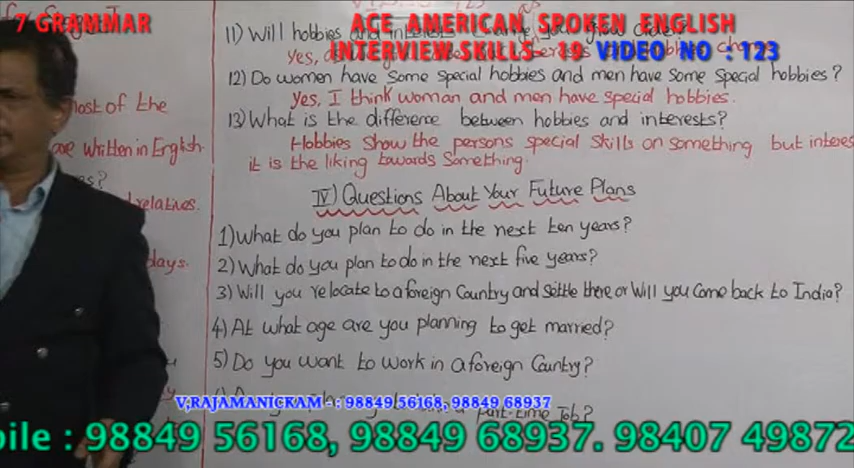 7 GRAMMAR
ACE AMERICAN SPOKEN ENGLISH
INTERVIEW SKILLS - 19 VIDEO NO : 123
most of the
are written in English.
relatives.
days.
11) Will hobbies and interests change you grow older?
Yes,
change
12) Do women have some special hobbies and men have some special hobbies?
Yes, I think woman and men have special hobbies.
13) What is the difference between hobbies and interests?
Hobbies show the persons special skills on something but interes
it is the liking towards something.
IV) Questions About Your Future Plans
1) What do you plan to do in the next ten years?
2) What do you plan to do in the next five years?
3) Will you relocate to a foreign Country and settle there or will you come back to India?
4) At what age are you planning to get married?
5) Do you want to work in a foreign Country?
part-time Job?
V;RAJAMANICKAM - : 98849 56168, 98849 68937
bile : 98849 56168, 98849 68937. 98407 49872